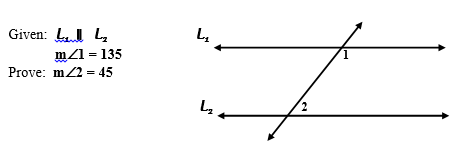 Given: L₁ ∥ L₂
m∠1 = 135
Prove: m∠2 = 45
L₁
1
L₂
2